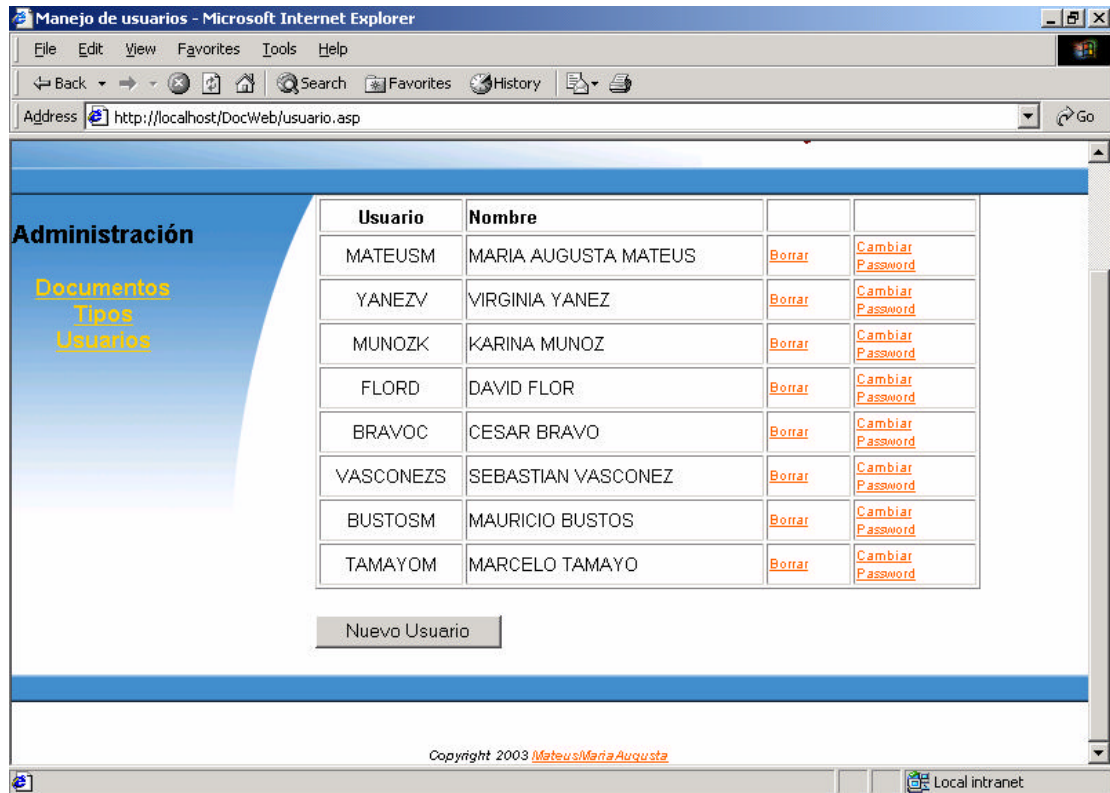 Manejo de usuarios - Microsoft Internet Explorer
File Edit View Favorites Tools Help
Back Search Favorites History
Address http://localhost/DocWeb/usuario.asp Go
Administración
Documentos
Tipos
Usuarios
Usuario Nombre
MATEUSM MARIA AUGUSTA MATEUS Borrar Cambiar Password
YANEZV VIRGINIA YANEZ Borrar Cambiar Password
MUNOZK KARINA MUNOZ Borrar Cambiar Password
FLORD DAVID FLOR Borrar Cambiar Password
BRAVOC CESAR BRAVO Borrar Cambiar Password
VASCONEZS SEBASTIAN VASCONEZ Borrar Cambiar Password
BUSTOSM MAURICIO BUSTOS Borrar Cambiar Password
TAMAYOM MARCELO TAMAYO Borrar Cambiar Password
Nuevo Usuario
Copyright 2003 MateusMariaAugusta
Local intranet